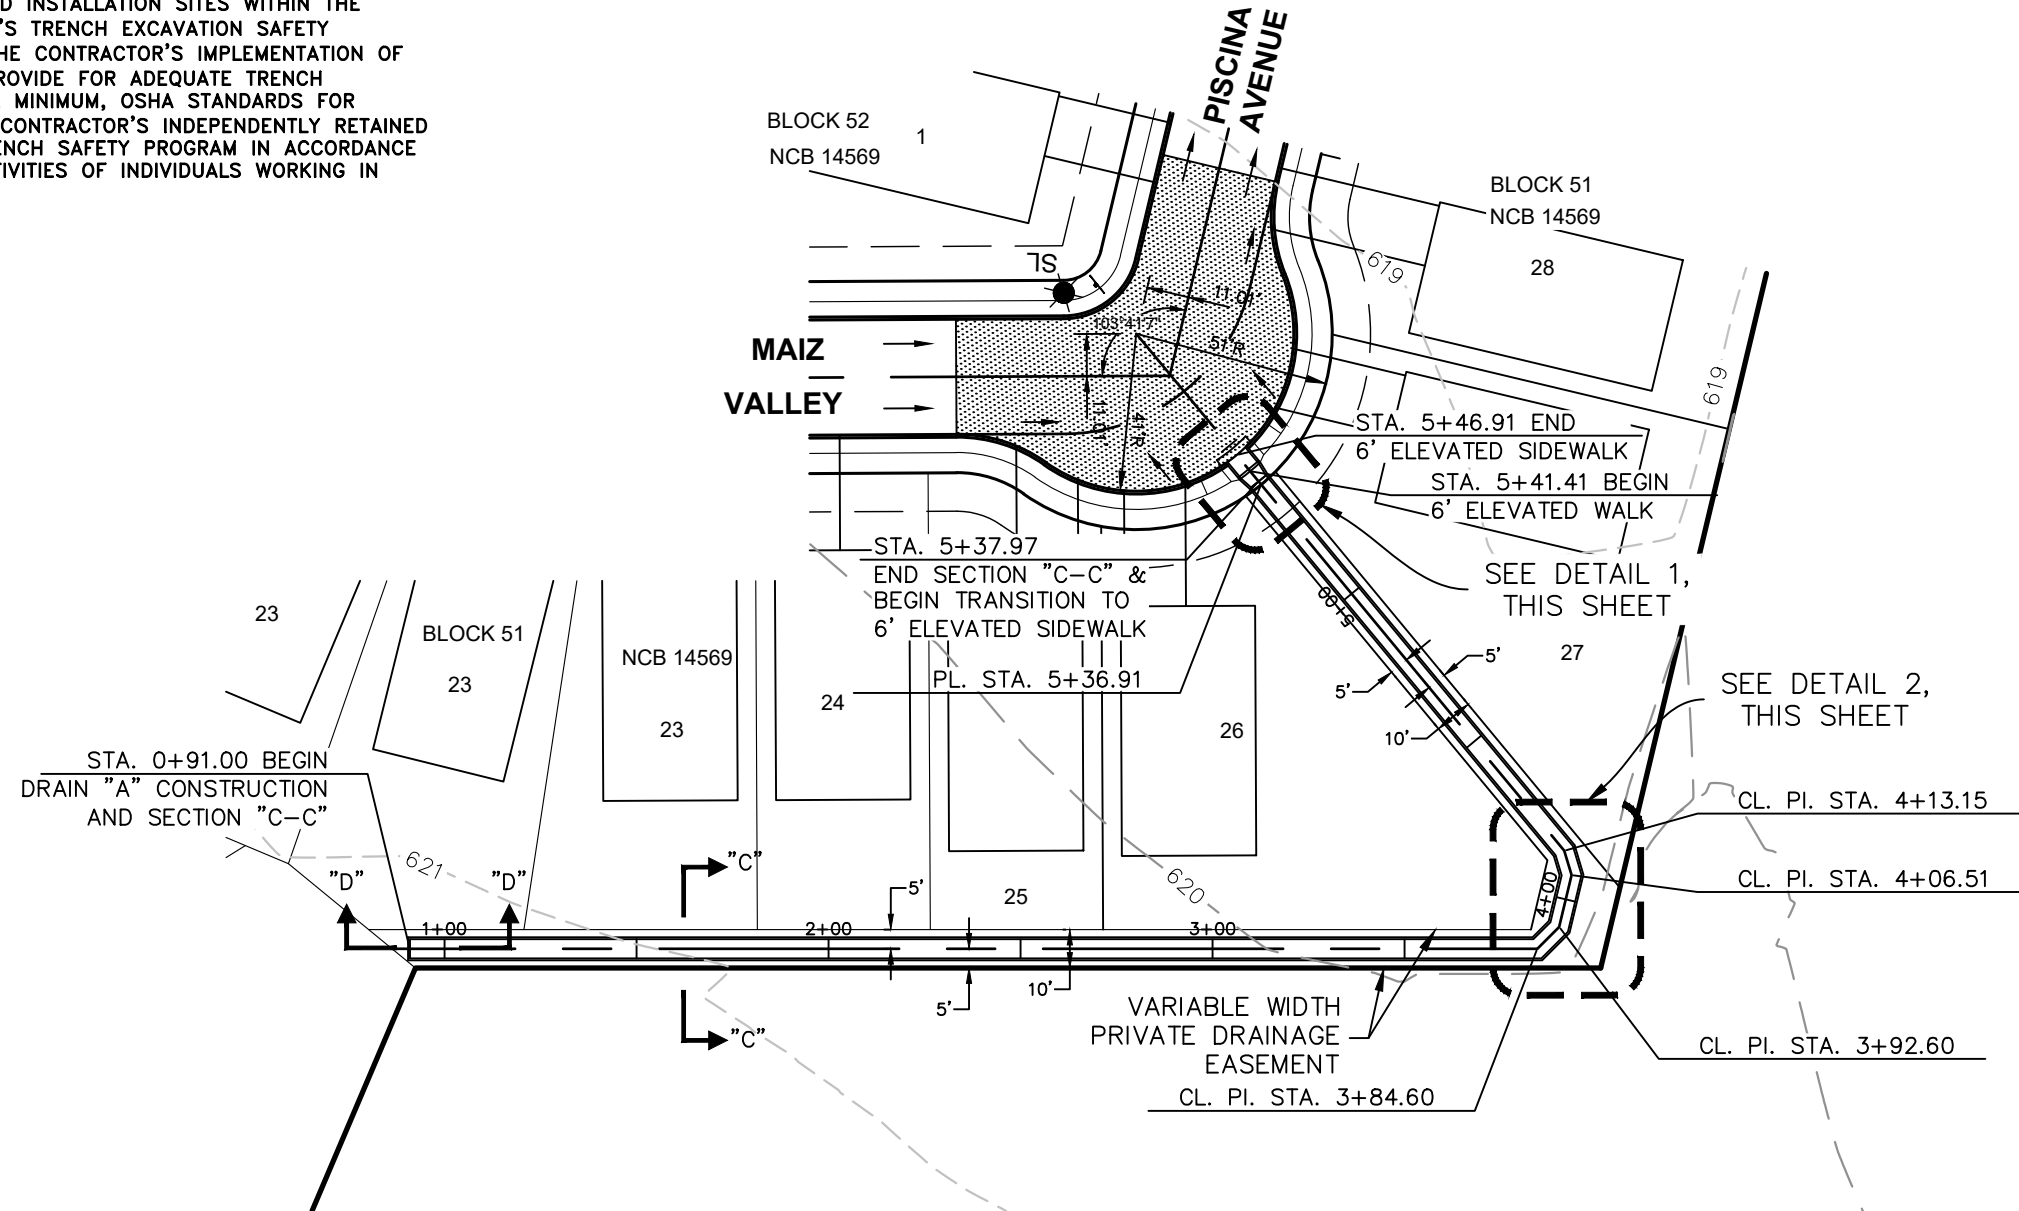 D INSTALLATION SITES WITHIN THE
'S TRENCH EXCAVATION SAFETY
HE CONTRACTOR'S IMPLEMENTATION OF
ROVIDE FOR ADEQUATE TRENCH
MINIMUM, OSHA STANDARDS FOR
CONTRACTOR'S INDEPENDENTLY RETAINED
ENCH SAFETY PROGRAM IN ACCORDANCE
TIVITIES OF INDIVIDUALS WORKING IN
PISCINA
AVENUE
BLOCK 52
NCB 14569
1
BLOCK 51
NCB 14569
28
619
619
SL
11.01'
103°41'7"
51'R
MAIZ
VALLEY
11.01'
41'R
STA. 5+46.91 END
6' ELEVATED SIDEWALK
STA. 5+41.41 BEGIN
6' ELEVATED WALK
STA. 5+37.97
END SECTION "C-C" &
BEGIN TRANSITION TO
6' ELEVATED SIDEWALK
PL. STA. 5+36.91
SEE DETAIL 1,
THIS SHEET
5+00
27
5'
5'
10'
SEE DETAIL 2,
THIS SHEET
23
BLOCK 51
23
NCB 14569
23
24
26
25
STA. 0+91.00 BEGIN
DRAIN "A" CONSTRUCTION
AND SECTION "C-C"
CL. PI. STA. 4+13.15
CL. PI. STA. 4+06.51
621
620
"D"
"D"
"C"
5'
4+00
1+00
2+00
3+00
5'
10'
"C"
VARIABLE WIDTH
PRIVATE DRAINAGE
EASEMENT
CL. PI. STA. 3+92.60
CL. PI. STA. 3+84.60